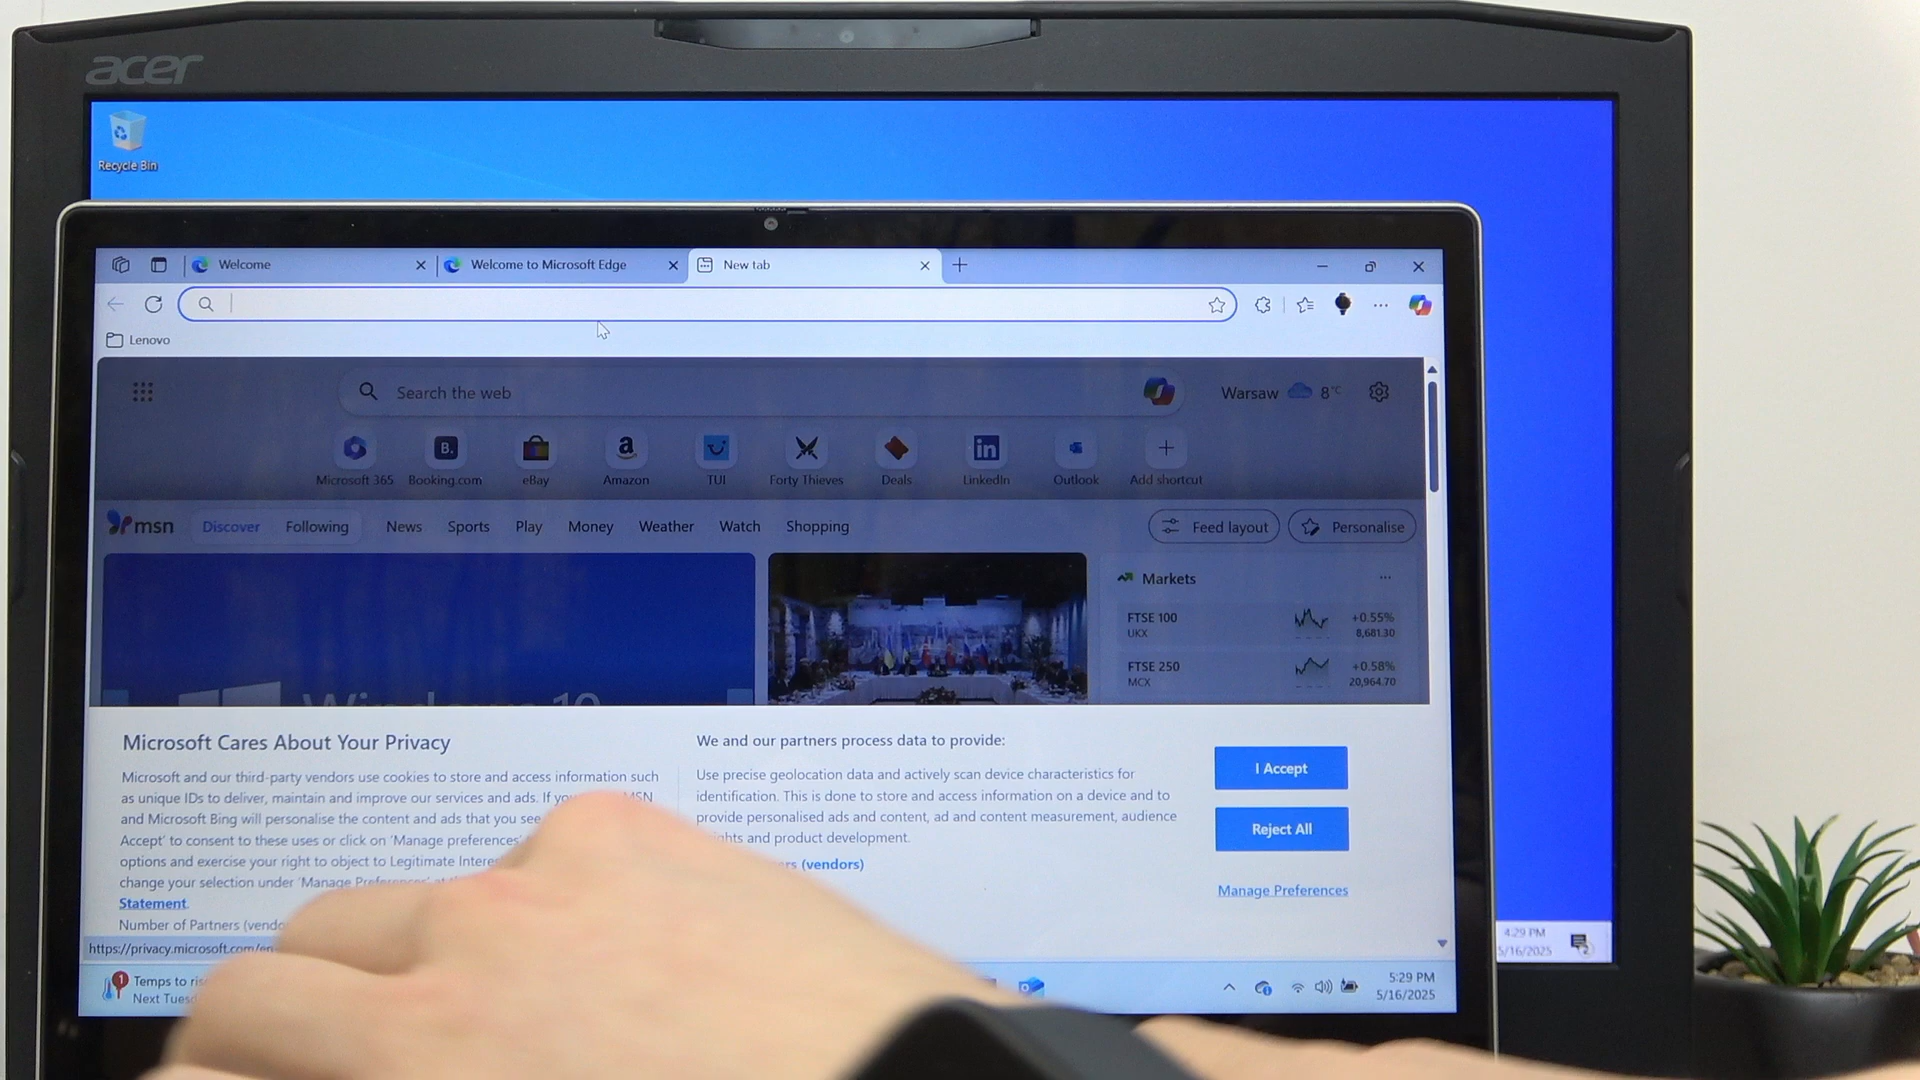 acer
Recycle Bin
Welcome
Welcome to Microsoft Edge
New tab
Lenovo
Search the web
Warsaw 8°C
Microsoft 365
Booking.com
eBay
Amazon
TUI
Forty Thieves
Deals
LinkedIn
Outlook
Add shortcut
msn
Discover
Following
News
Sports
Play
Money
Weather
Watch
Shopping
Feed layout
Personalise
Markets
FTSE 100 +0.55%
UKX 8,681.30
FTSE 250 +0.58%
MCX 20,964.70
Microsoft Cares About Your Privacy
Microsoft and our third-party vendors use cookies to store and access information such
as unique IDs to deliver, maintain and improve our services and ads. If you MSN
and Microsoft Bing will personalise the content and ads that you see
Accept' to consent to these uses or click on 'Manage preferences'
options and exercise your right to object to Legitimate
change your selection under 'Manage Preferences'
Statement.
Number of Partners
We and our partners process data to provide:
Use precise geolocation data and actively scan device characteristics for
identification. This is done to store and access information on a device and to
provide personalised ads and content, ad and content measurement, audience
and product development.
(vendors)
I Accept
Reject All
Manage Preferences
https://privacy.microsoft.com/en
1
Temps to
Next
5:29 PM
5/16/2025
4:29 PM
5/16/2025